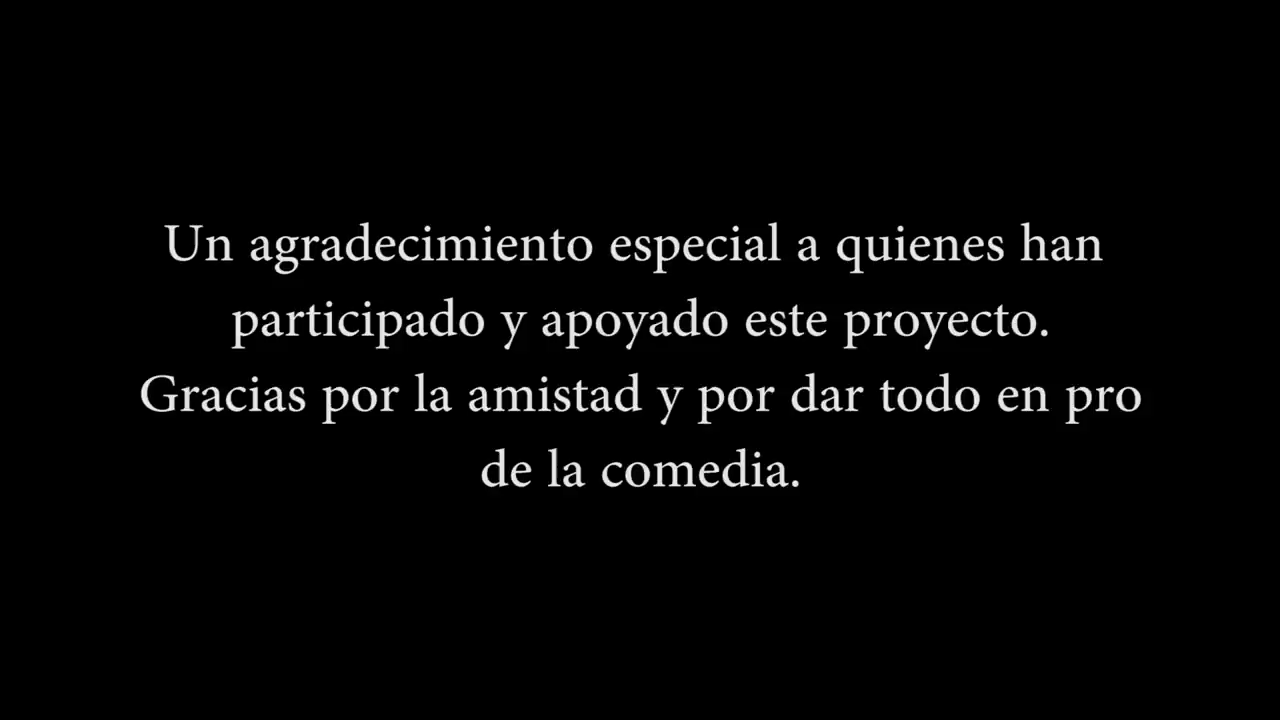 Un agradecimiento especial a quienes han
participado y apoyado este proyecto.
Gracias por la amistad y por dar todo en pro
de la comedia.